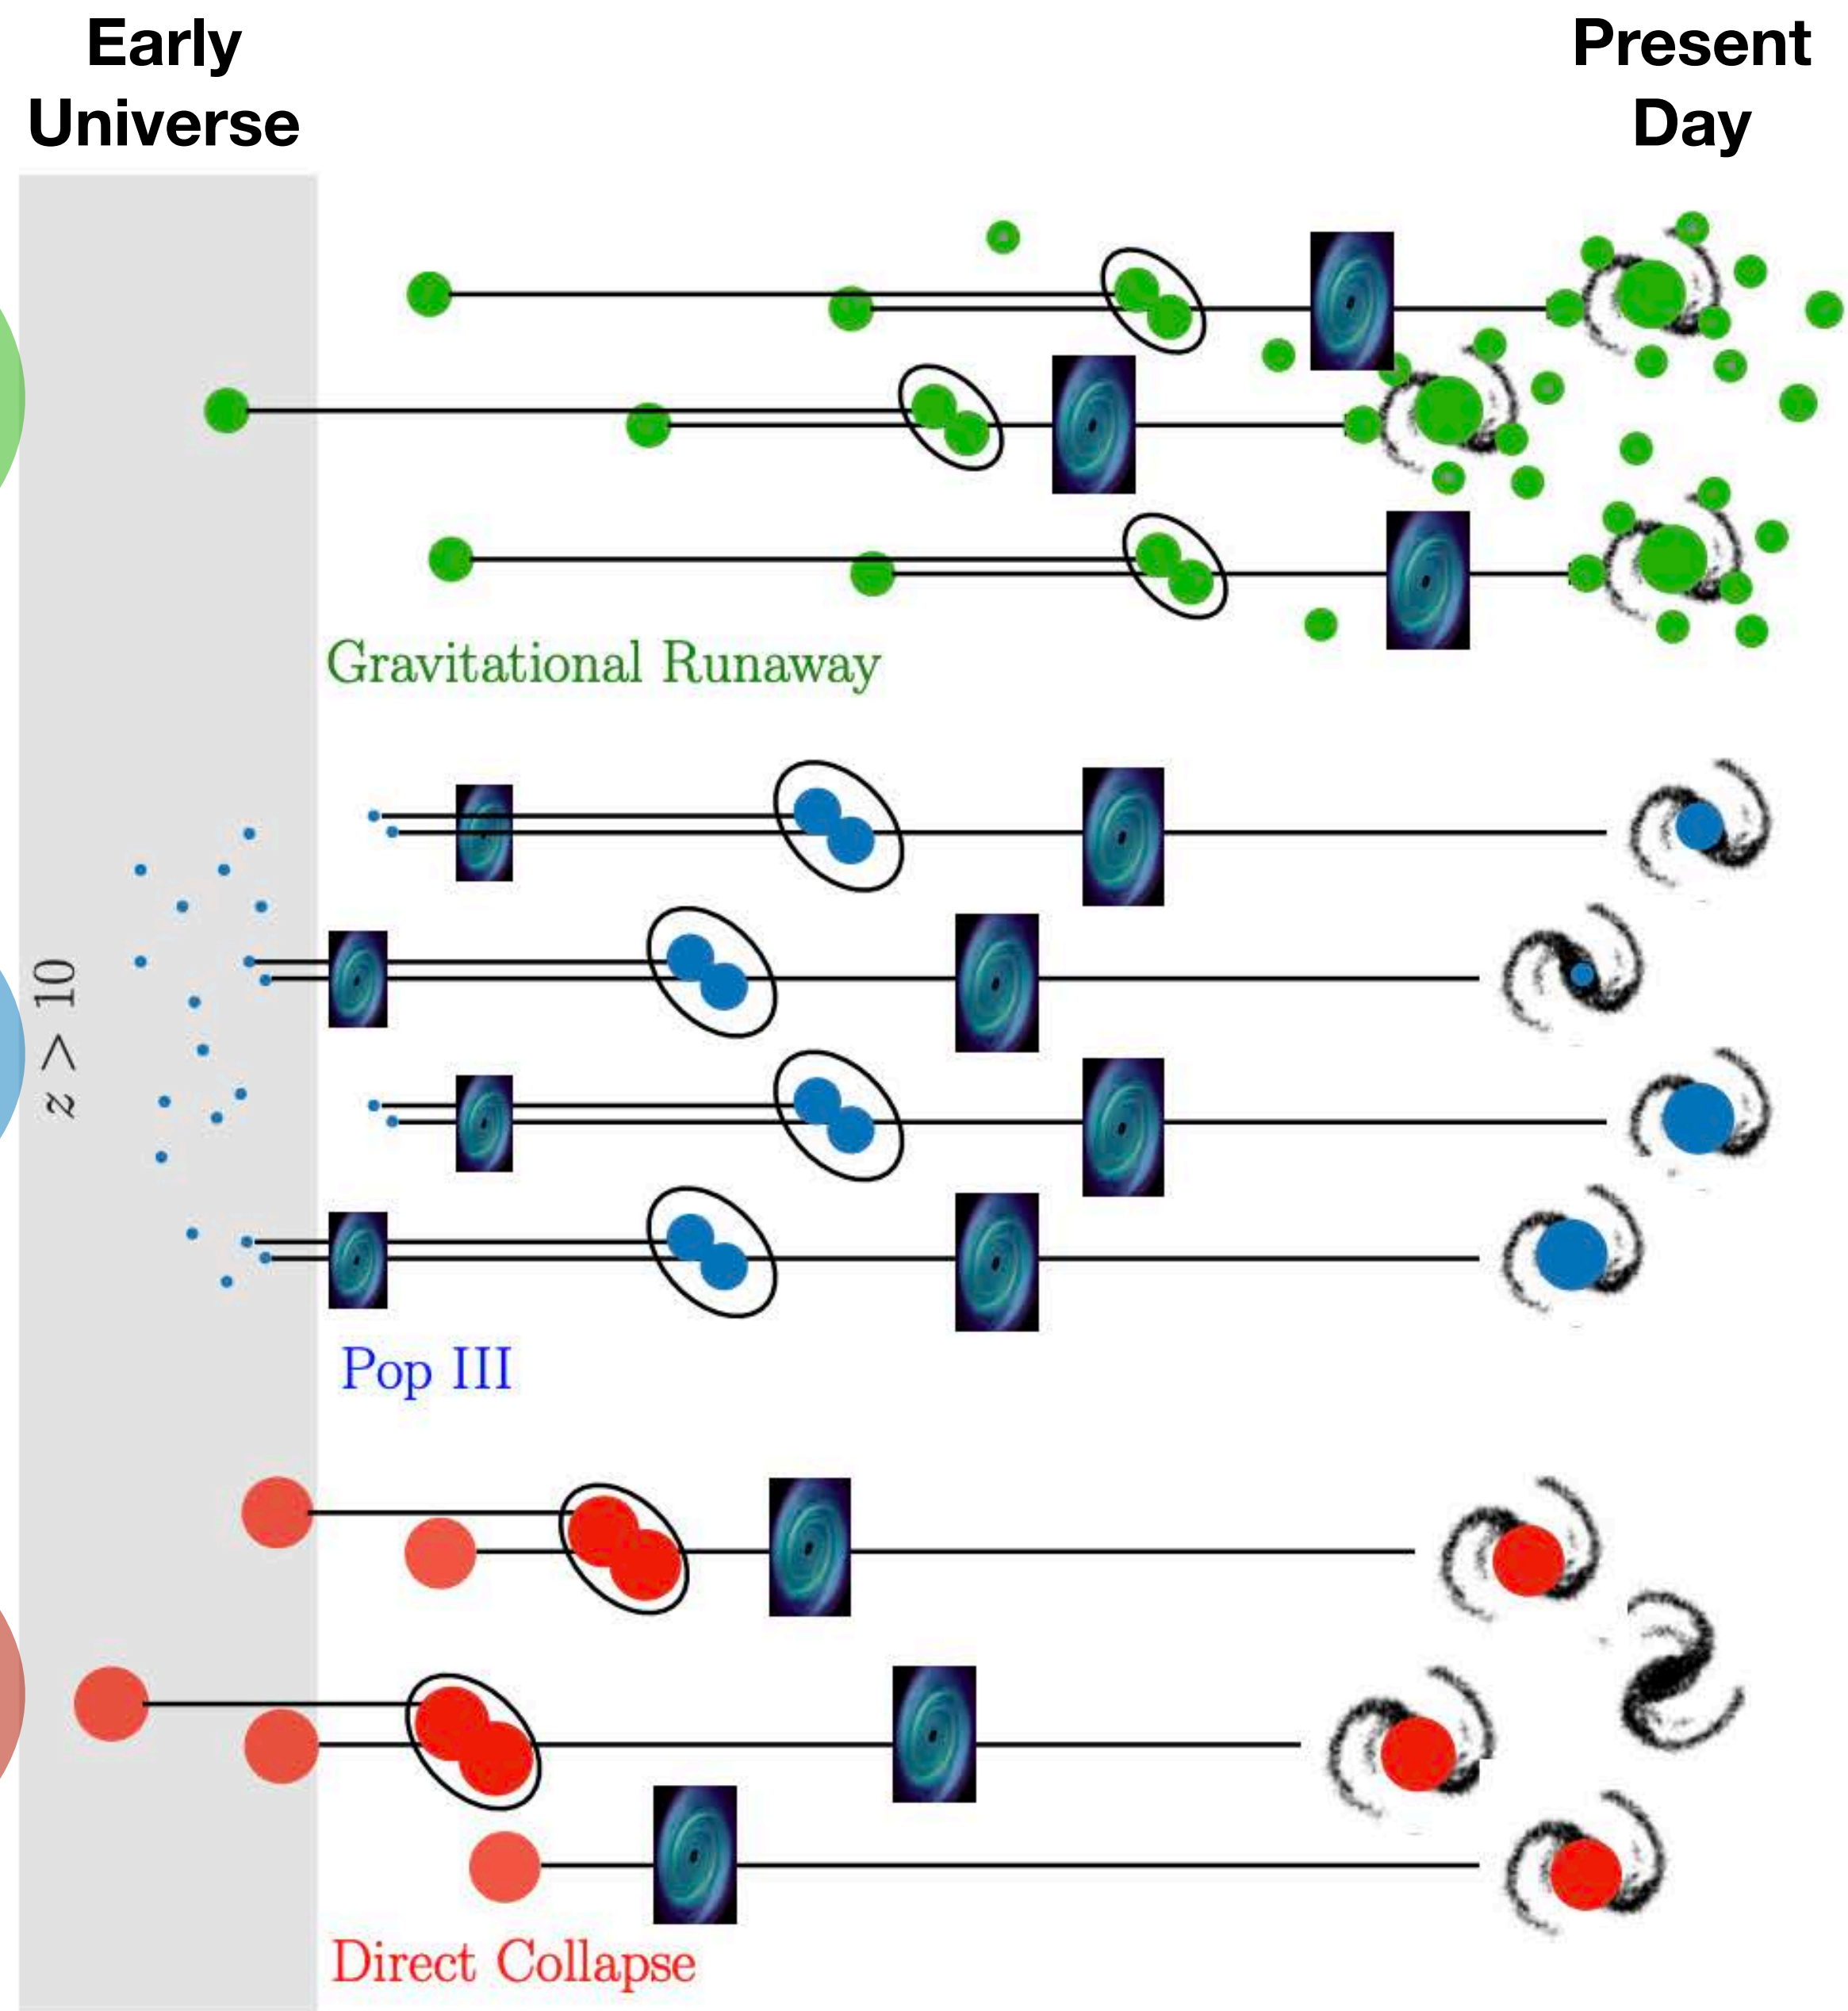 Early
Universe
Present
Day
Gravitational Runaway
z > 10
Pop III
Direct Collapse